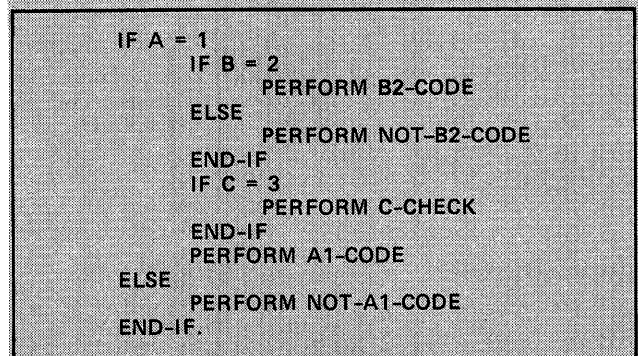 IF A = 1
IF B = 2
PERFORM B2-CODE
ELSE
PERFORM NOT-B2-CODE
END-IF
IF C = 3
PERFORM C-CHECK
END-IF
PERFORM A1-CODE
ELSE
PERFORM NOT-A1-CODE
END-IF.